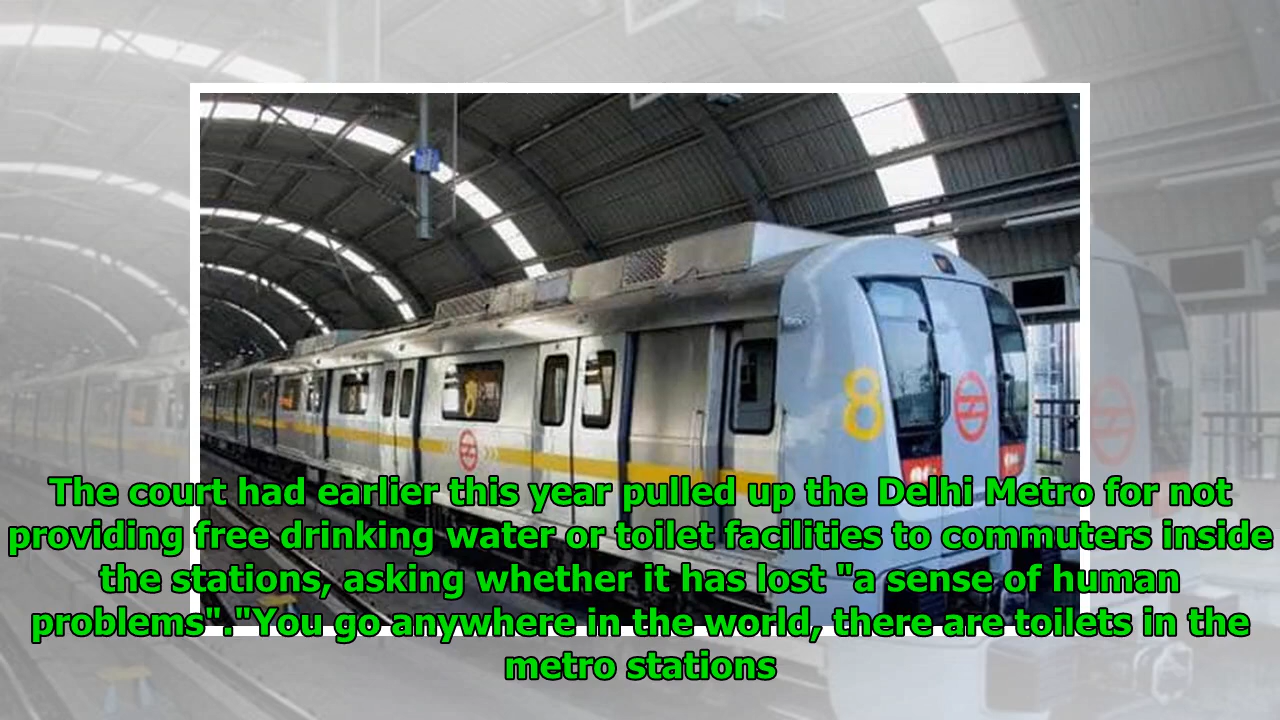 8
8
The court had earlier this year pulled up the Delhi Metro for not
providing free drinking water or toilet facilities to commuters inside
the stations, asking whether it has lost "a sense of human
problems"."You go anywhere in the world, there are toilets in the
metro stations